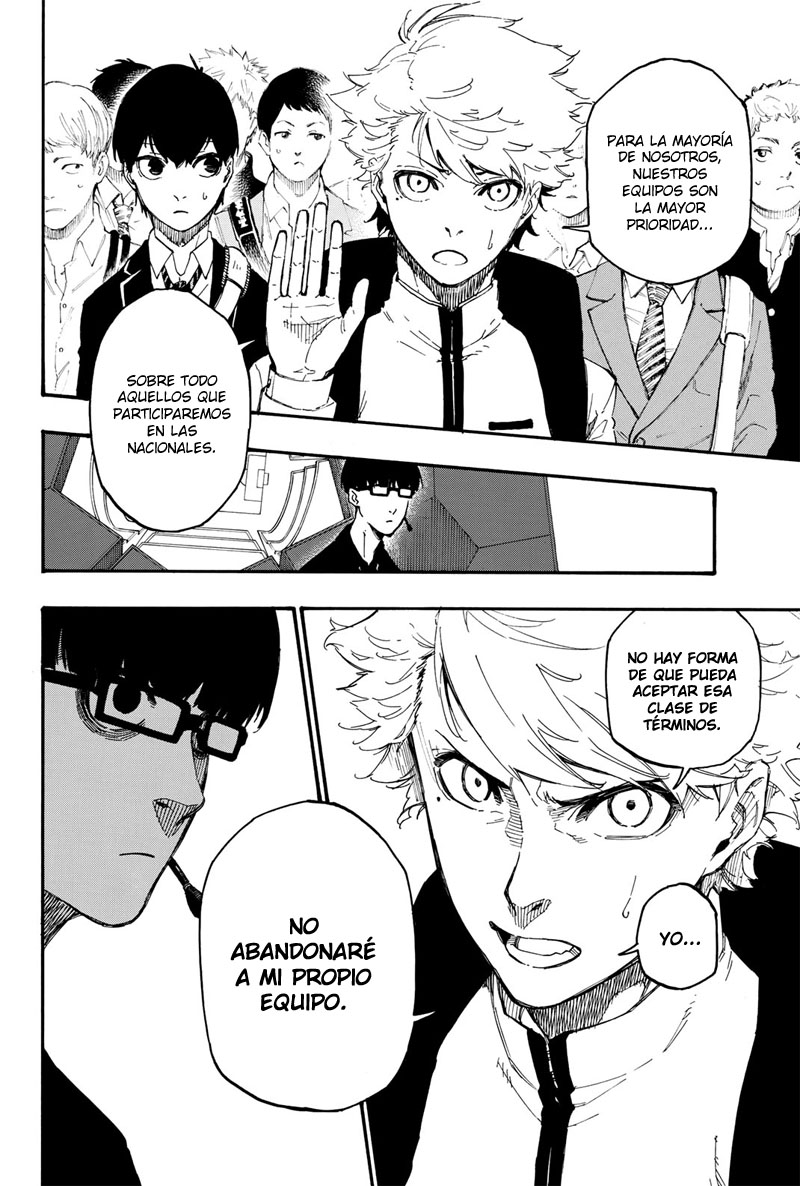 PARA LA MAYORÍA
DE NOSOTROS,
NUESTROS
EQUIPOS SON
LA MAYOR
PRIORIDAD...
SOBRE TODO
AQUELLOS QUE
PARTICIPAREMOS
EN LAS
NACIONALES.
NO HAY FORMA
DE QUE PUEDA
ACEPTAR ESA
CLASE DE
TÉRMINOS.
YO...
NO
ABANDONARÉ
A MI PROPIO
EQUIPO.